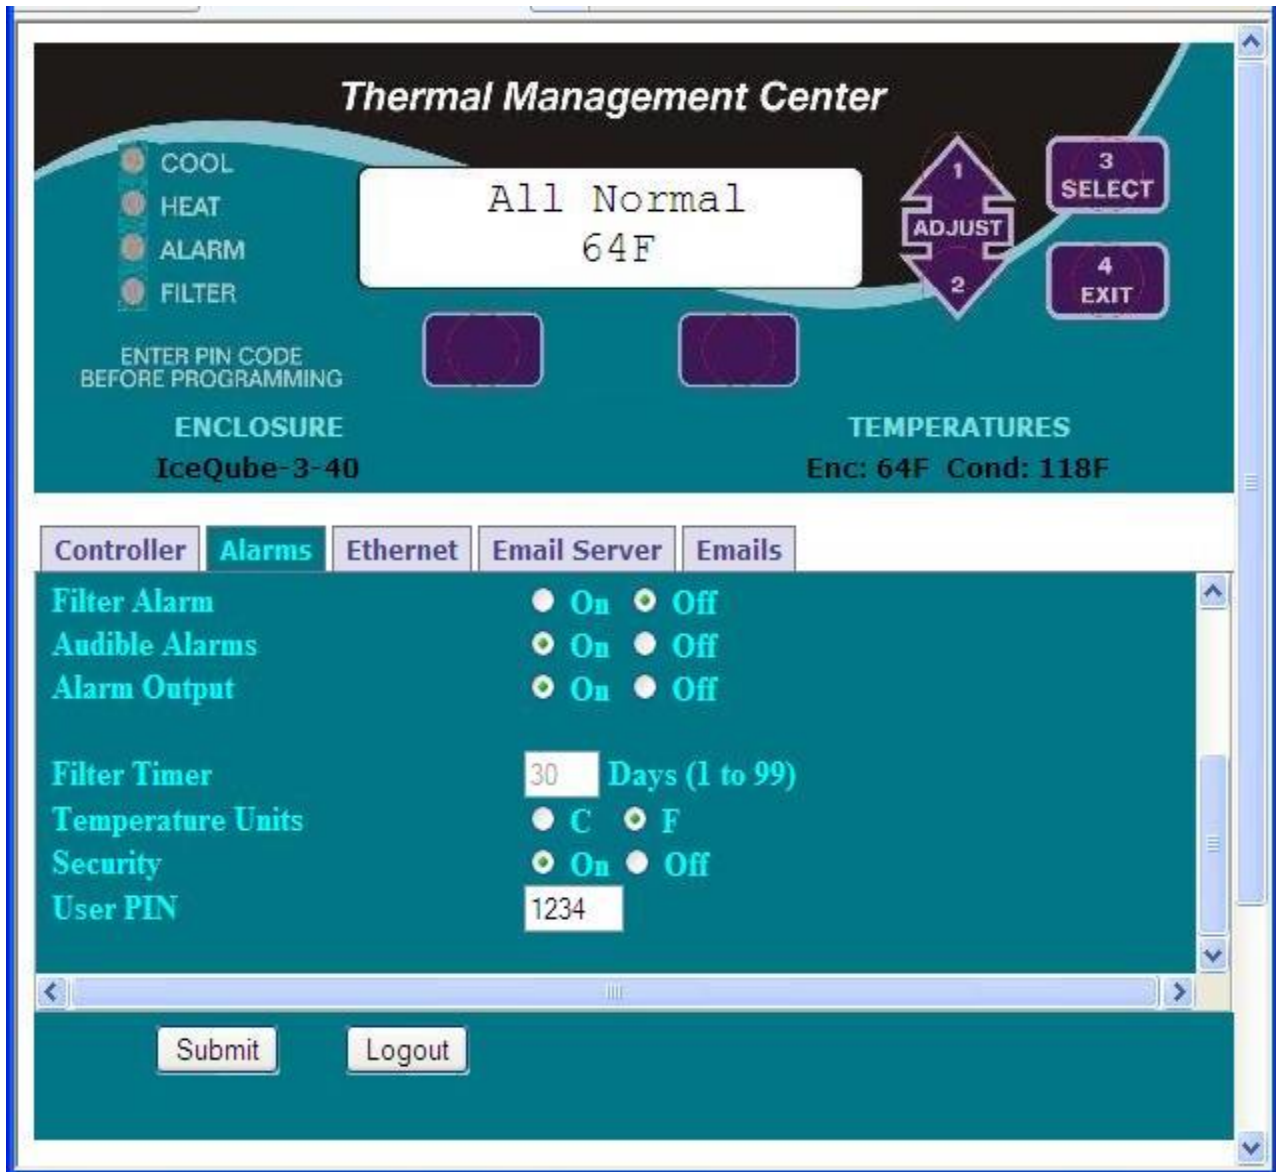 Thermal Management Center
COOL
HEAT
ALARM
FILTER
All Normal
64F
1
ADJUST
2
3
SELECT
4
EXIT
ENTER PIN CODE
BEFORE PROGRAMMING
ENCLOSURE
IceQube-3-40
TEMPERATURES
Enc: 64F Cond: 118F
Controller Alarms Ethernet Email Server Emails
Filter Alarm On Off
Audible Alarms On Off
Alarm Output On Off
Filter Timer 30 Days (1 to 99)
Temperature Units C F
Security On Off
User PIN 1234
Submit Logout